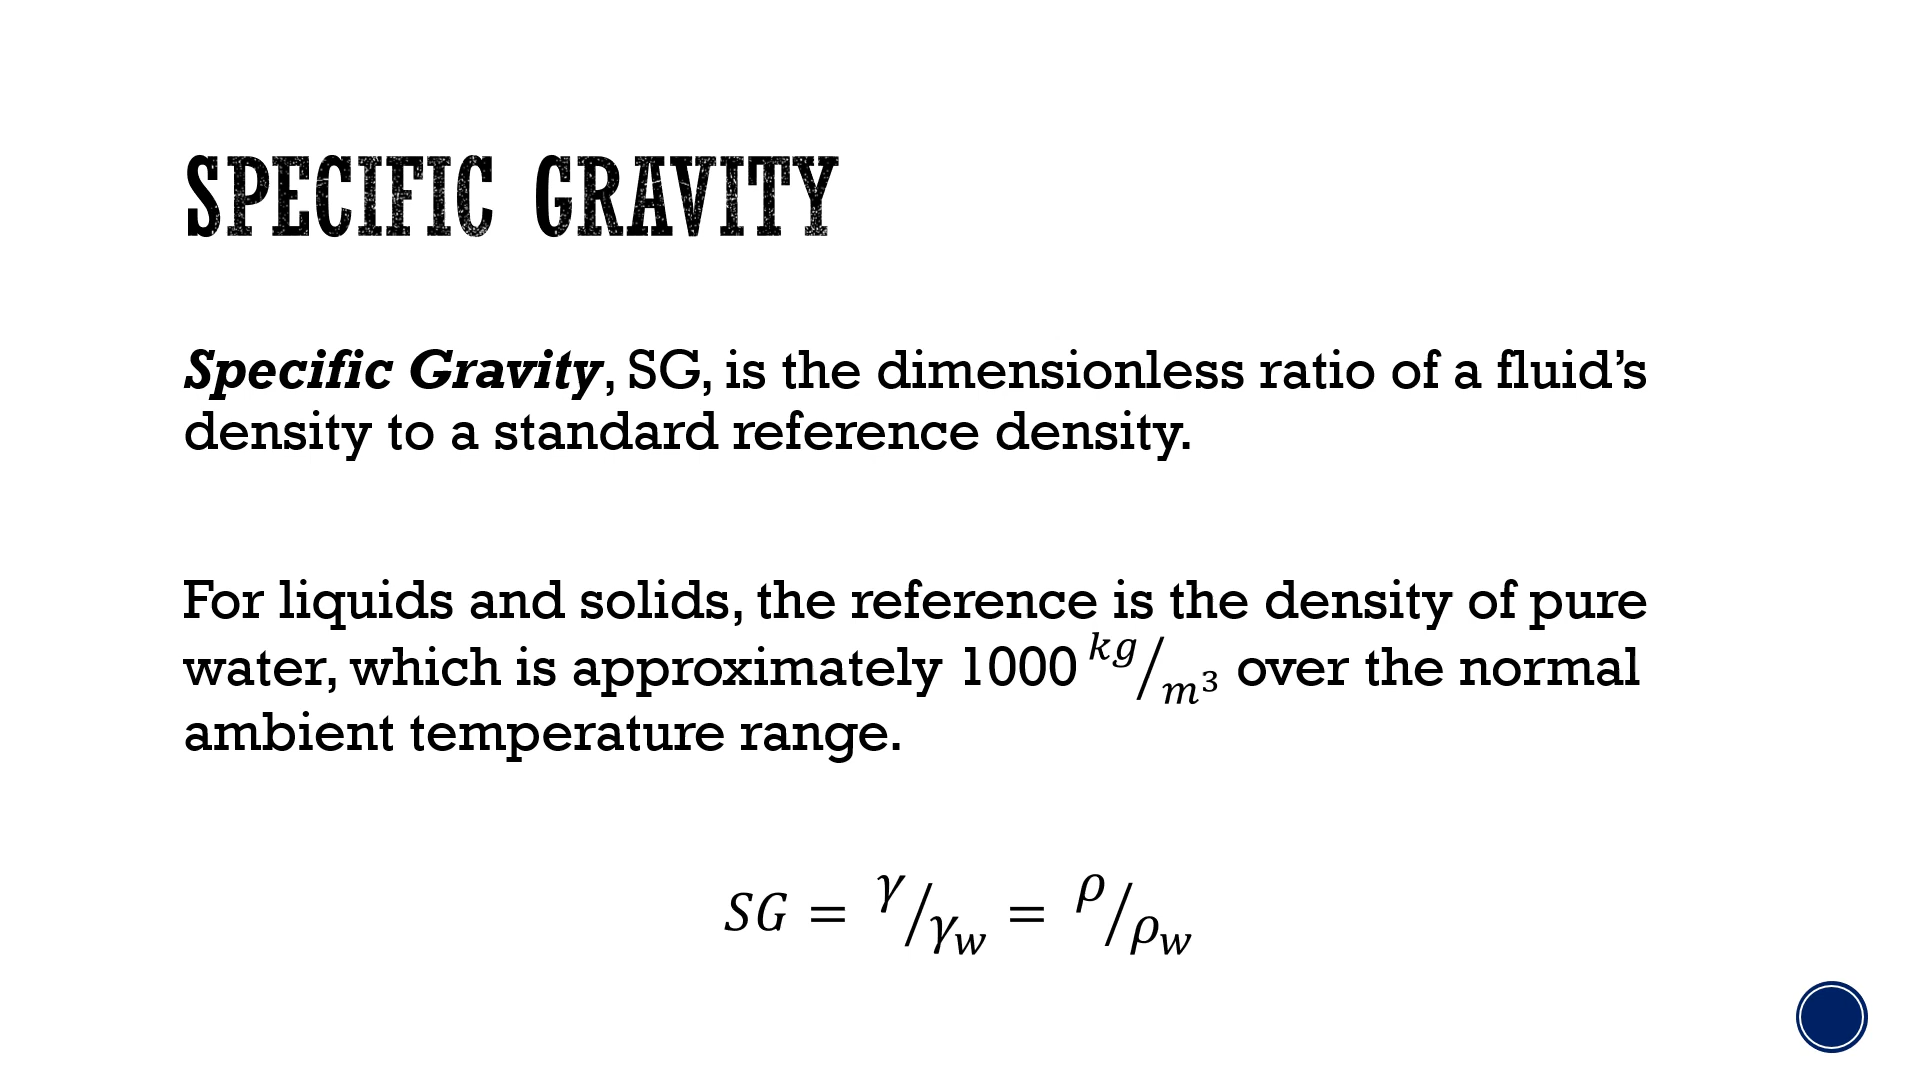 SPECIFIC GRAVITY
Specific Gravity, SG, is the dimensionless ratio of a fluid’s
density to a standard reference density.
For liquids and solids, the reference is the density of pure
water, which is approximately 1000 𝑘𝑔/𝑚³ over the normal
ambient temperature range.
𝑆𝐺 = 𝛾/𝛾𝑤 = 𝜌/𝜌𝑤